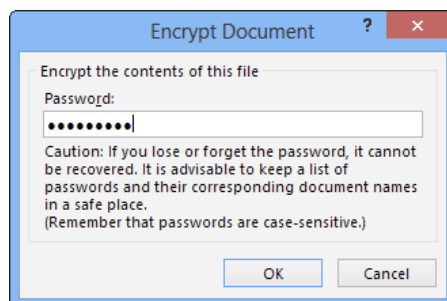 Encrypt Document
?
×
Encrypt the contents of this file
Password:
●●●●●●●●●
Caution: If you lose or forget the password, it cannot
be recovered. It is advisable to keep a list of
passwords and their corresponding document names
in a safe place.
(Remember that passwords are case-sensitive.)
OK
Cancel